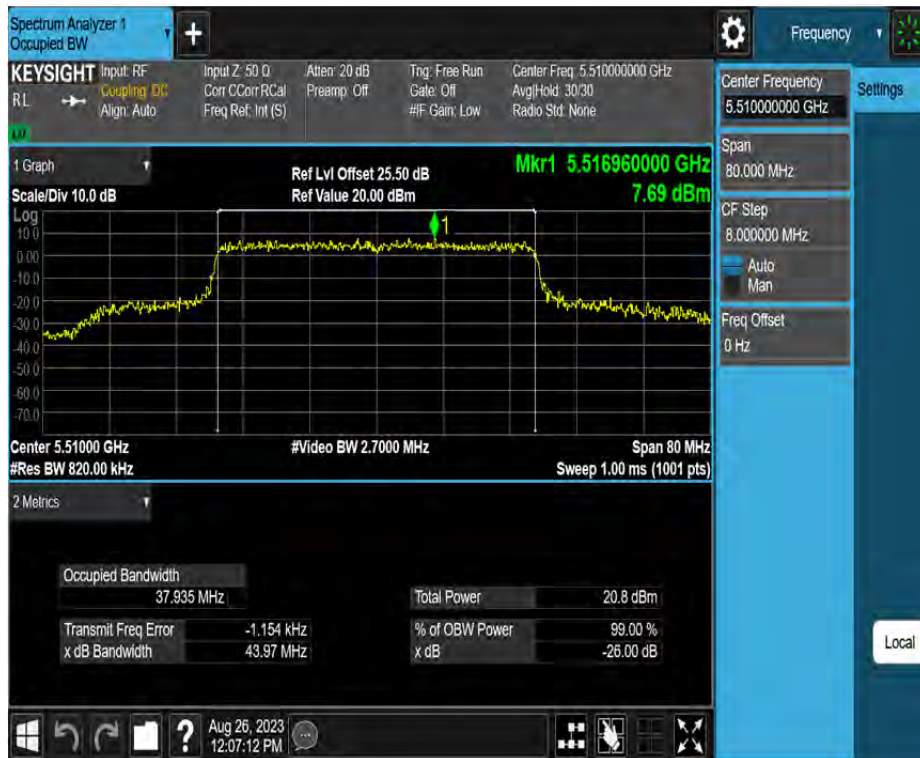 Spectrum Analyzer 1
Occupied BW
+
Frequency
KEYSIGHT
RL
Input: RF
Coupling: DC
Align: Auto
Input Z: 50 Ω
Corr CCorr RCal
Freq Ref: Int (S)
Atten: 20 dB
Preamp: Off
Trig: Free Run
Gate: Off
#IF Gain: Low
Center Freq: 5.510000000 GHz
Avg|Hold: 30/30
Radio Std: None
Center Frequency
5.510000000 GHz
Settings
Span
80.000 MHz
CF Step
8.000000 MHz
Auto
Man
Freq Offset
0 Hz
1 Graph
Scale/Div 10.0 dB
Ref Lvl Offset 25.50 dB
Ref Value 20.00 dBm
Mkr1 5.516960000 GHz
7.69 dBm
Log
10.0
0.00
-10.0
-20.0
-30.0
-40.0
-50.0
-60.0
-70.0
1
Center 5.51000 GHz
#Video BW 2.7000 MHz
Span 80 MHz
#Res BW 820.00 kHz
Sweep 1.00 ms (1001 pts)
2 Metrics
Occupied Bandwidth
37.935 MHz
Total Power 20.8 dBm
Transmit Freq Error -1.154 kHz
% of OBW Power 99.00 %
x dB Bandwidth 43.97 MHz
x dB -26.00 dB
Local
?
Aug 26, 2023
12:07:12 PM